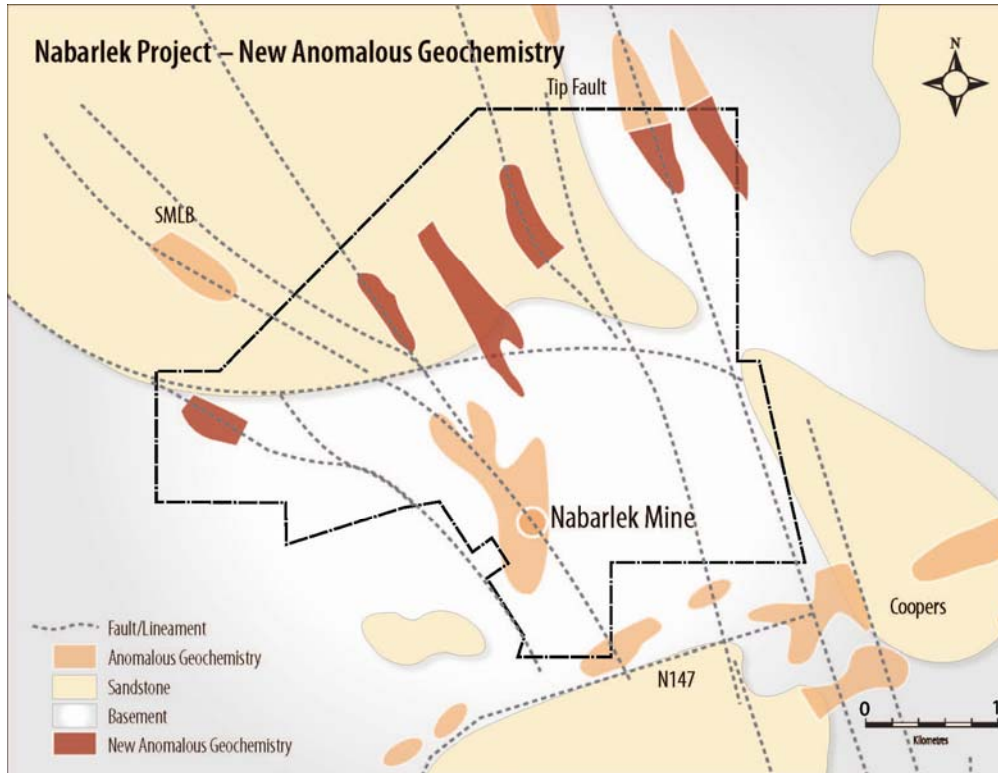 Nabarlek Project – New Anomalous Geochemistry
N
Tip Fault
SMLB
Nabarlek Mine
Coopers
N147
Fault/Lineament
Anomalous Geochemistry
Sandstone
Basement
New Anomalous Geochemistry
0 1
Kilometres